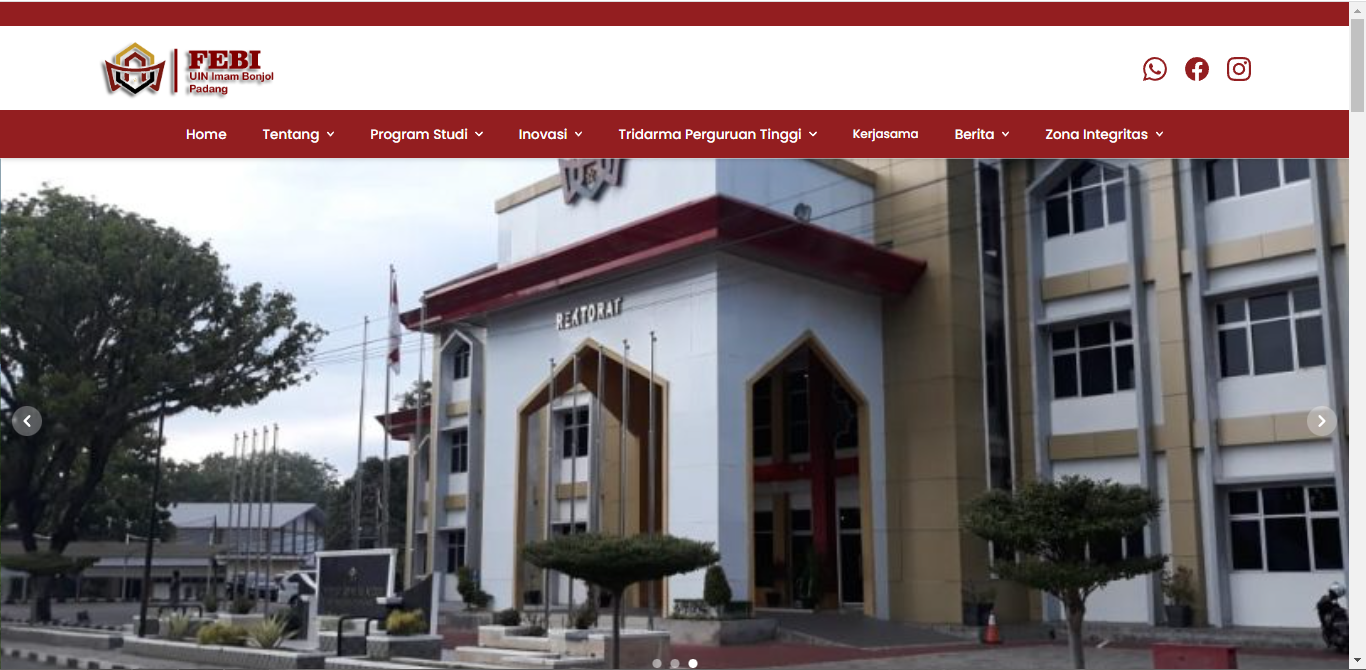 FEBI
UIN Imam Bonjol
Padang
Home Tentang Program Studi Inovasi Tridarma Perguruan Tinggi Kerjasama Berita Zona Integritas
REKTORAT